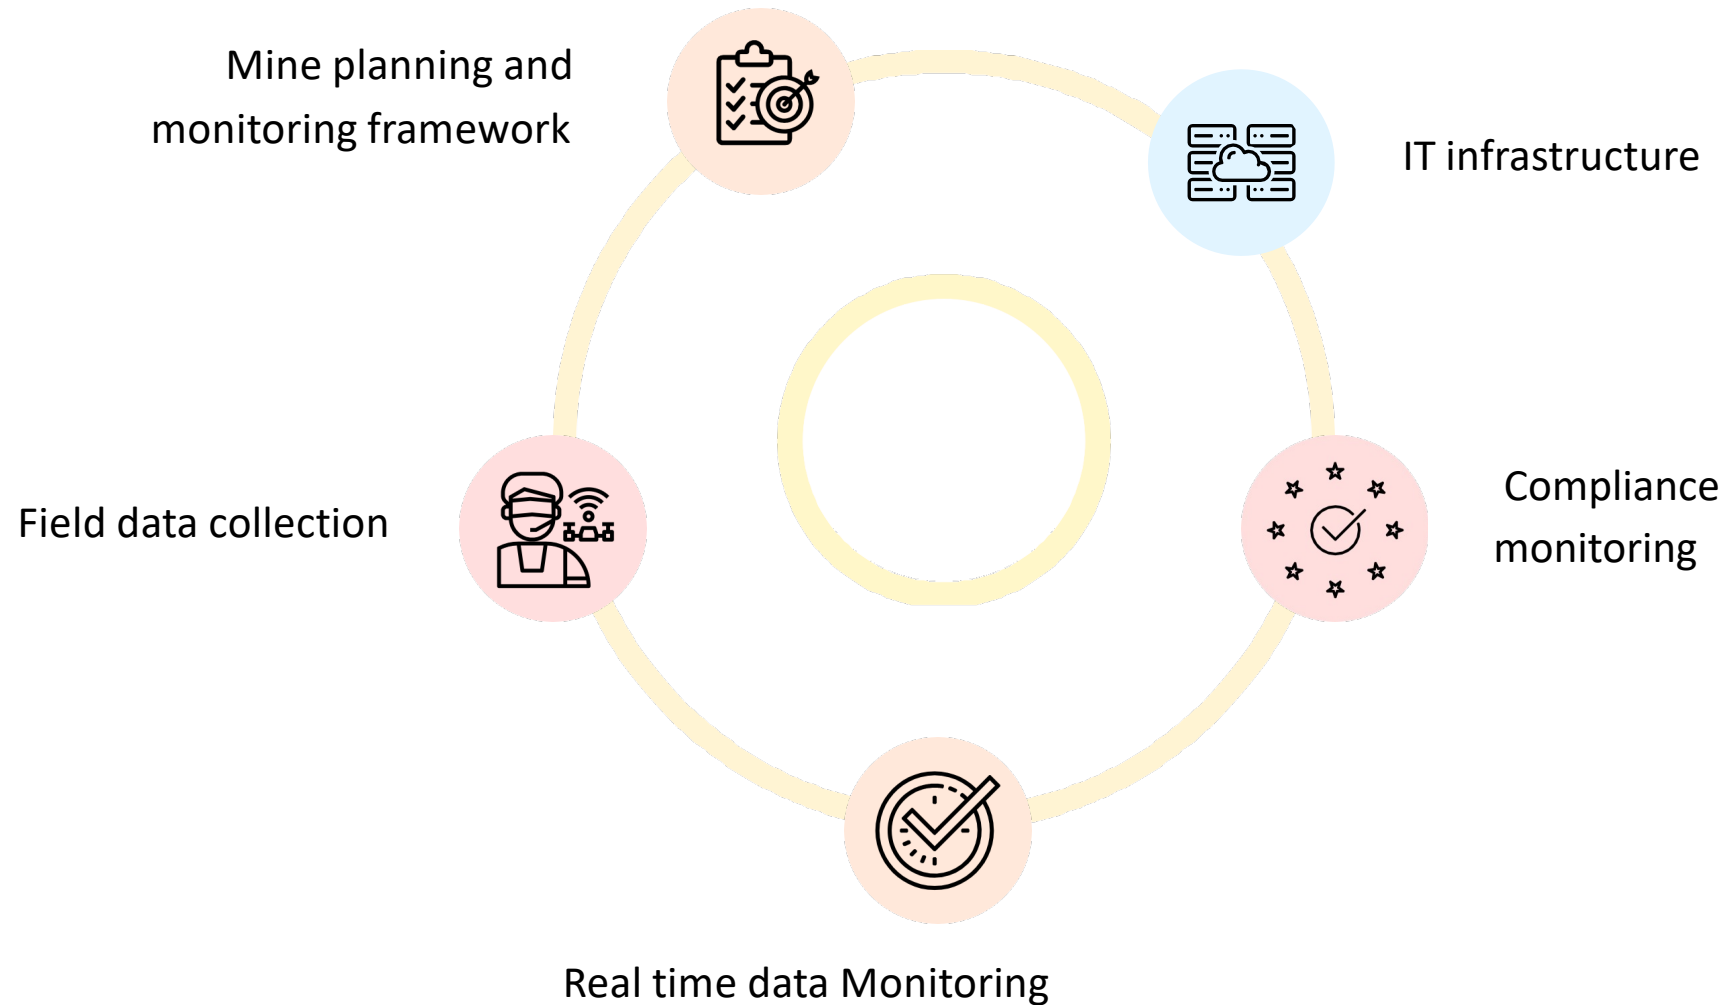 Mine planning and
monitoring framework
IT infrastructure
Compliance
monitoring
Field data collection
Real time data Monitoring